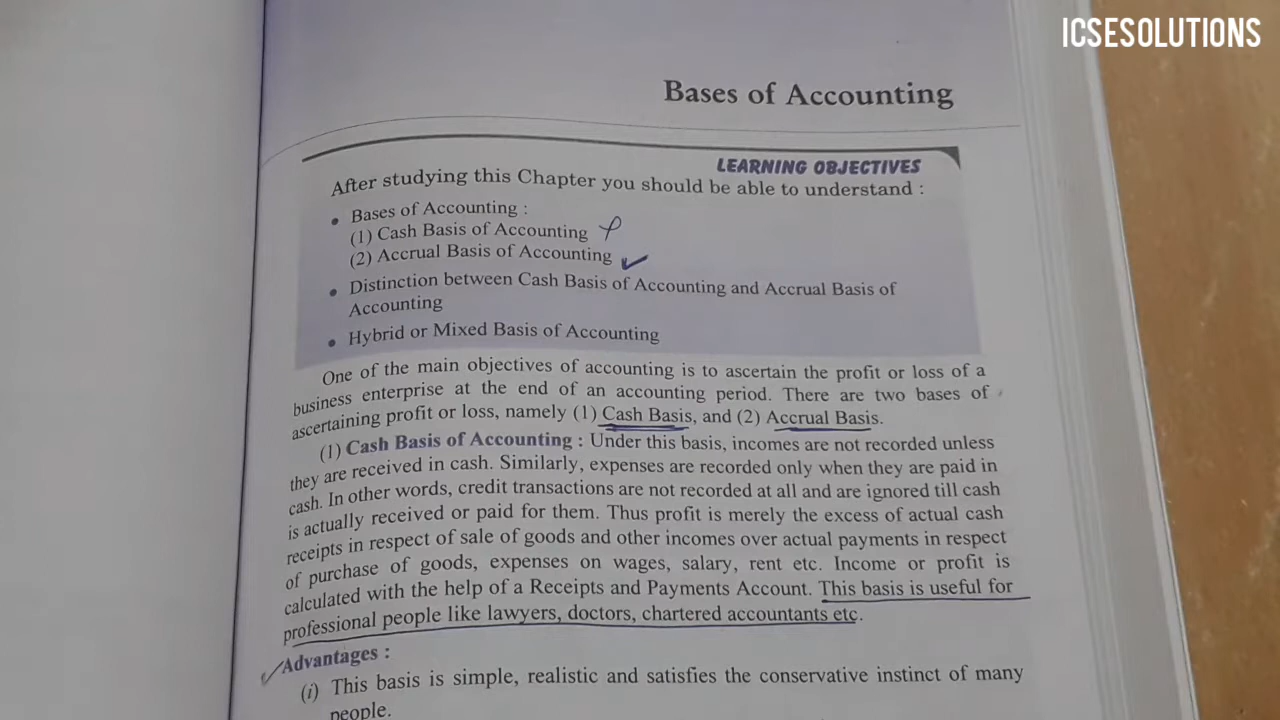 ICSESOLUTIONS
Bases of Accounting
LEARNING OBJECTIVES
After studying this Chapter you should be able to understand :
• Bases of Accounting :
(1) Cash Basis of Accounting
(2) Accrual Basis of Accounting
• Distinction between Cash Basis of Accounting and Accrual Basis of
Accounting
• Hybrid or Mixed Basis of Accounting
One of the main objectives of accounting is to ascertain the profit or loss of a
business enterprise at the end of an accounting period. There are two bases of
ascertaining profit or loss, namely (1) Cash Basis, and (2) Accrual Basis.
(1) Cash Basis of Accounting : Under this basis, incomes are not recorded unless
they are received in cash. Similarly, expenses are recorded only when they are paid in
cash. In other words, credit transactions are not recorded at all and are ignored till cash
is actually received or paid for them. Thus profit is merely the excess of actual cash
receipts in respect of sale of goods and other incomes over actual payments in respect
of purchase of goods, expenses on wages, salary, rent etc. Income or profit is
calculated with the help of a Receipts and Payments Account. This basis is useful for
professional people like lawyers, doctors, chartered accountants etc.
Advantages :
(i) This basis is simple, realistic and satisfies the conservative instinct of many
people.